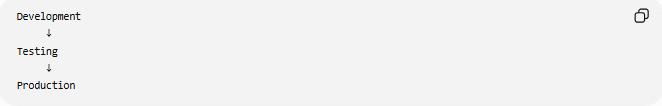 Development
↓
Testing
↓
Production